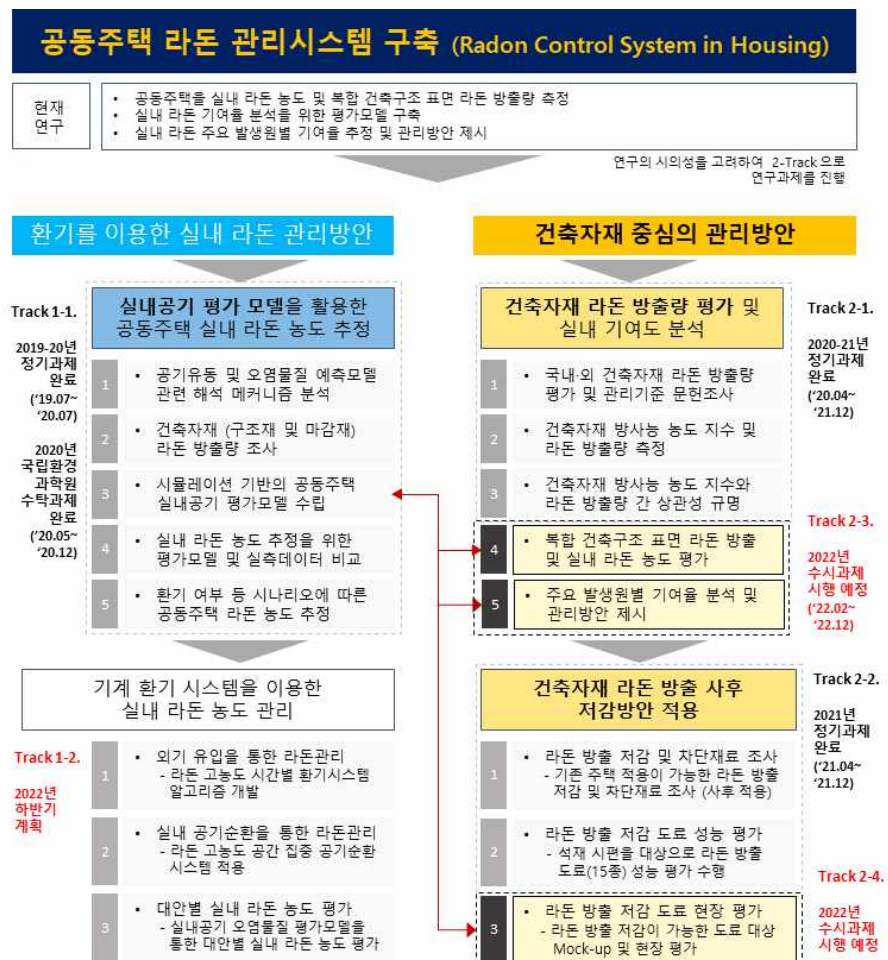 공동주택 라돈 관리시스템 구축 (Radon Control System in Housing)
현재
연구
• 공동주택을 실내 라돈 농도 및 복합 건축구조 표면 라돈 방출량 측정
• 실내 라돈 기여율 분석을 위한 평가모델 구축
• 실내 라돈 주요 발생원별 기여율 추정 및 관리방안 제시
연구의 시의성을 고려하여 2-Track으로
연구과제를 진행
환기를 이용한 실내 라돈 관리방안
Track 1-1.
2019-20년
정기과제
완료
(‘19.07~
‘20.07)
2020년
국립환경
과학원
수탁과제
완료
(‘20.05~
‘20.12)
실내공기 평가 모델을 활용한
공동주택 실내 라돈 농도 추정
1
• 공기유동 및 오염물질 예측모델
관련 해석 메커니즘 분석
2
• 건축자재 (구조재 및 마감재)
라돈 방출량 조사
3
• 시뮬레이션 기반의 공동주택
실내공기 평가모델 수립
4
• 실내 라돈 농도 추정을 위한
평가모델 및 실측데이터 비교
5
• 환기 여부 등 시나리오에 따른
공동주택 라돈 농도 추정
기계 환기 시스템을 이용한
실내 라돈 농도 관리
Track 1-2.
2022년
하반기
계획
1
• 외기 유입을 통한 라돈관리
- 라돈 고농도 시간별 환기시스템
알고리즘 개발
2
• 실내 공기순환을 통한 라돈관리
- 라돈 고농도 공간 집중 공기순환
시스템 적용
3
• 대안별 실내 라돈 농도 평가
- 실내공기 오염물질 평가모델을
통한 대안별 실내 라돈 농도 평가
건축자재 중심의 관리방안
건축자재 라돈 방출량 평가 및
실내 기여도 분석
Track 2-1.
2020-21년
정기과제
완료
(‘20.04~
‘21.12)
1
• 국내·외 건축자재 라돈 방출량
평가 및 관리기준 문헌조사
2
• 건축자재 방사능 농도 지수 및
라돈 방출량 측정
3
• 건축자재 방사능 농도 지수와
라돈 방출량 간 상관성 규명
Track 2-3.
2022년
수시과제
시행 예정
(‘22.02~
‘22.12)
4
• 복합 건축구조 표면 라돈 방출
및 실내 라돈 농도 평가
5
• 주요 발생원별 기여율 분석 및
관리방안 제시
건축자재 라돈 방출 사후
저감방안 적용
Track 2-2.
2021년
정기과제
완료
(‘21.04~
‘21.12)
1
• 라돈 방출 저감 및 차단재료 조사
- 기존 주택 적용이 가능한 라돈 방출
저감 및 차단재료 조사 (사후 적용)
2
• 라돈 방출 저감 도료 성능 평가
- 석재 시편을 대상으로 라돈 방출
도료(15종) 성능 평가 수행
Track 2-4.
2022년
수시과제
시행 예정
3
• 라돈 방출 저감 도료 현장 평가
- 라돈 방출 저감이 가능한 도료 대상
Mock-up 및 현장 평가